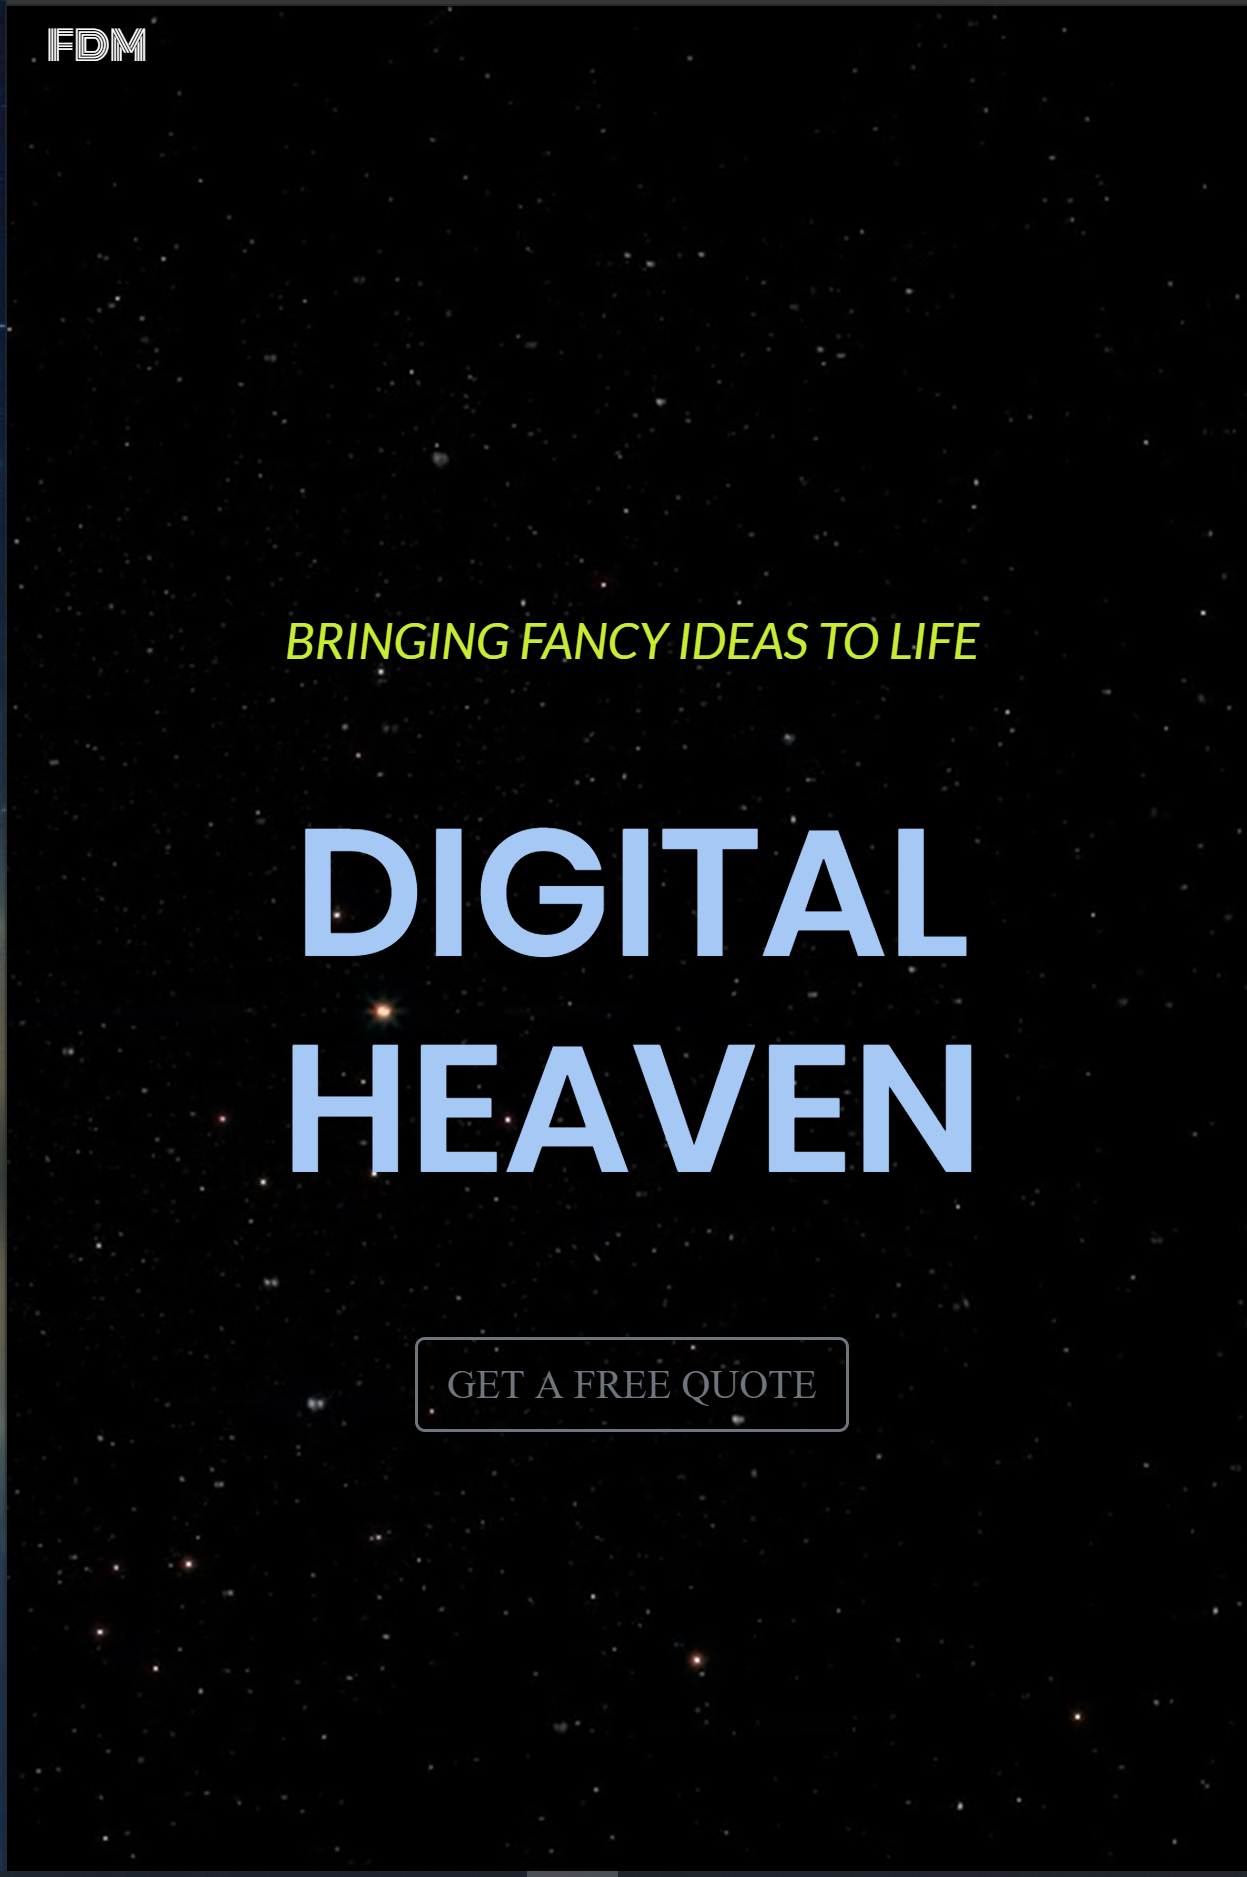 FDM
BRINGING FANCY IDEAS TO LIFE
DIGITAL
HEAVEN
GET A FREE QUOTE